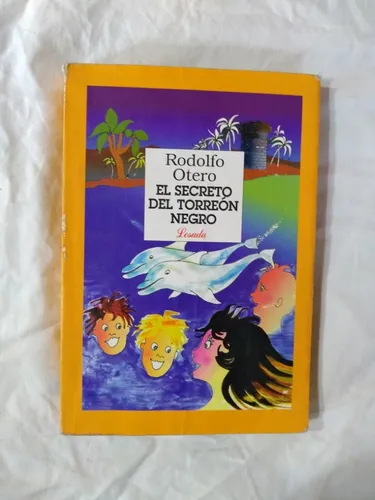 Rodolfo
Otero
EL SECRETO
DEL TORREÓN
NEGRO
Losada